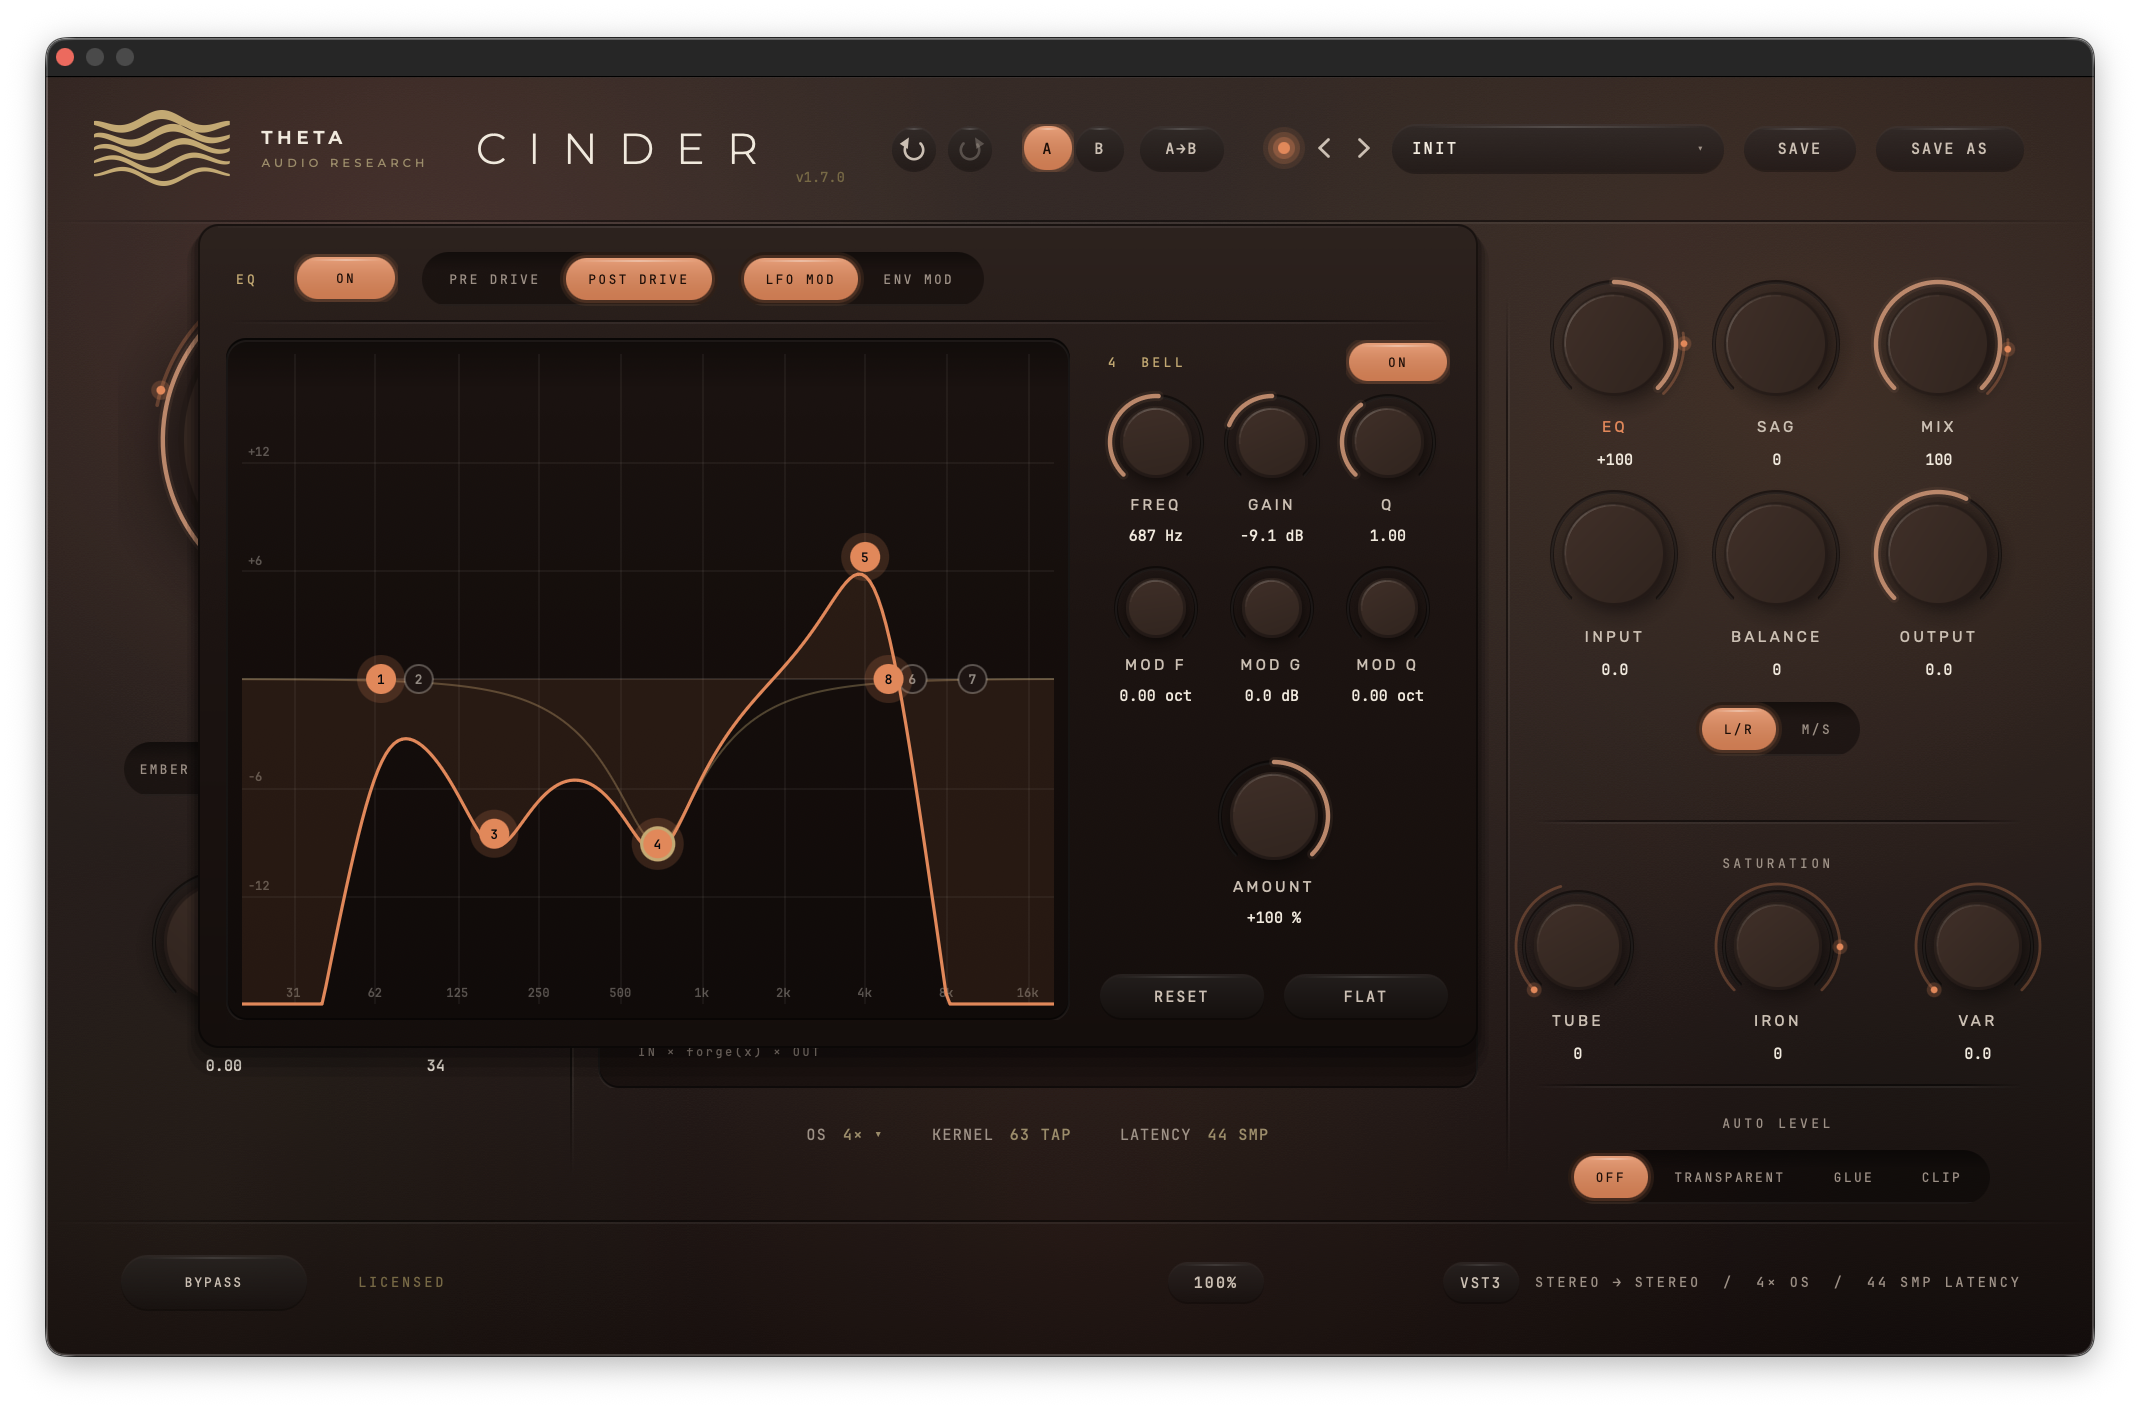 THETA
AUDIO RESEARCH
CINDER
v1.7.0
A B A→B
INIT
SAVE SAVE AS
EQ ON PRE DRIVE POST DRIVE LFO MOD ENV MOD
4 BELL ON
+12
+6
-6
-12
31 62 125 250 500 1k 2k 4k 8k 16k
1 2 3 4 5 8 6 7
FREQ GAIN Q
687 Hz -9.1 dB 1.00
MOD F MOD G MOD Q
0.00 oct 0.0 dB 0.00 oct
AMOUNT
+100 %
RESET FLAT
EQ SAG MIX
+100 0 100
INPUT BALANCE OUTPUT
0.0 0 0.0
L/R M/S
SATURATION
TUBE IRON VAR
0 0 0.0
AUTO LEVEL
OFF TRANSPARENT GLUE CLIP
EMBER
0.00 34
IN × forge(x) × OUT
OS 4× ▾ KERNEL 63 TAP LATENCY 44 SMP
BYPASS LICENSED 100% VST3 STEREO → STEREO / 4× OS / 44 SMP LATENCY